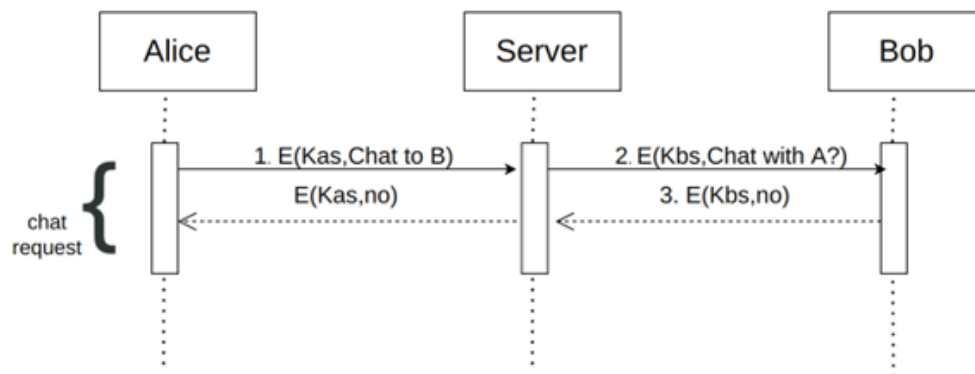 Alice
Server
Bob
1. E(Kas,Chat to B)
2. E(Kbs,Chat with A?)
E(Kas,no)
3. E(Kbs,no)
chat
request